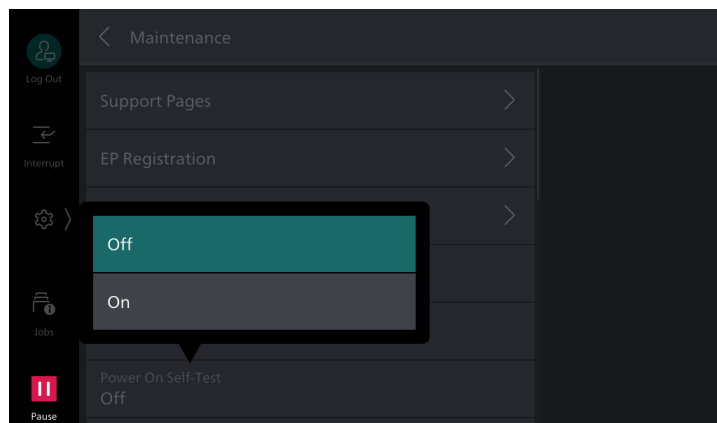 Maintenance
Log Out
Support Pages
Interrupt
EP Registration
Off
On
Jobs
Power On Self-Test
Off
Pause